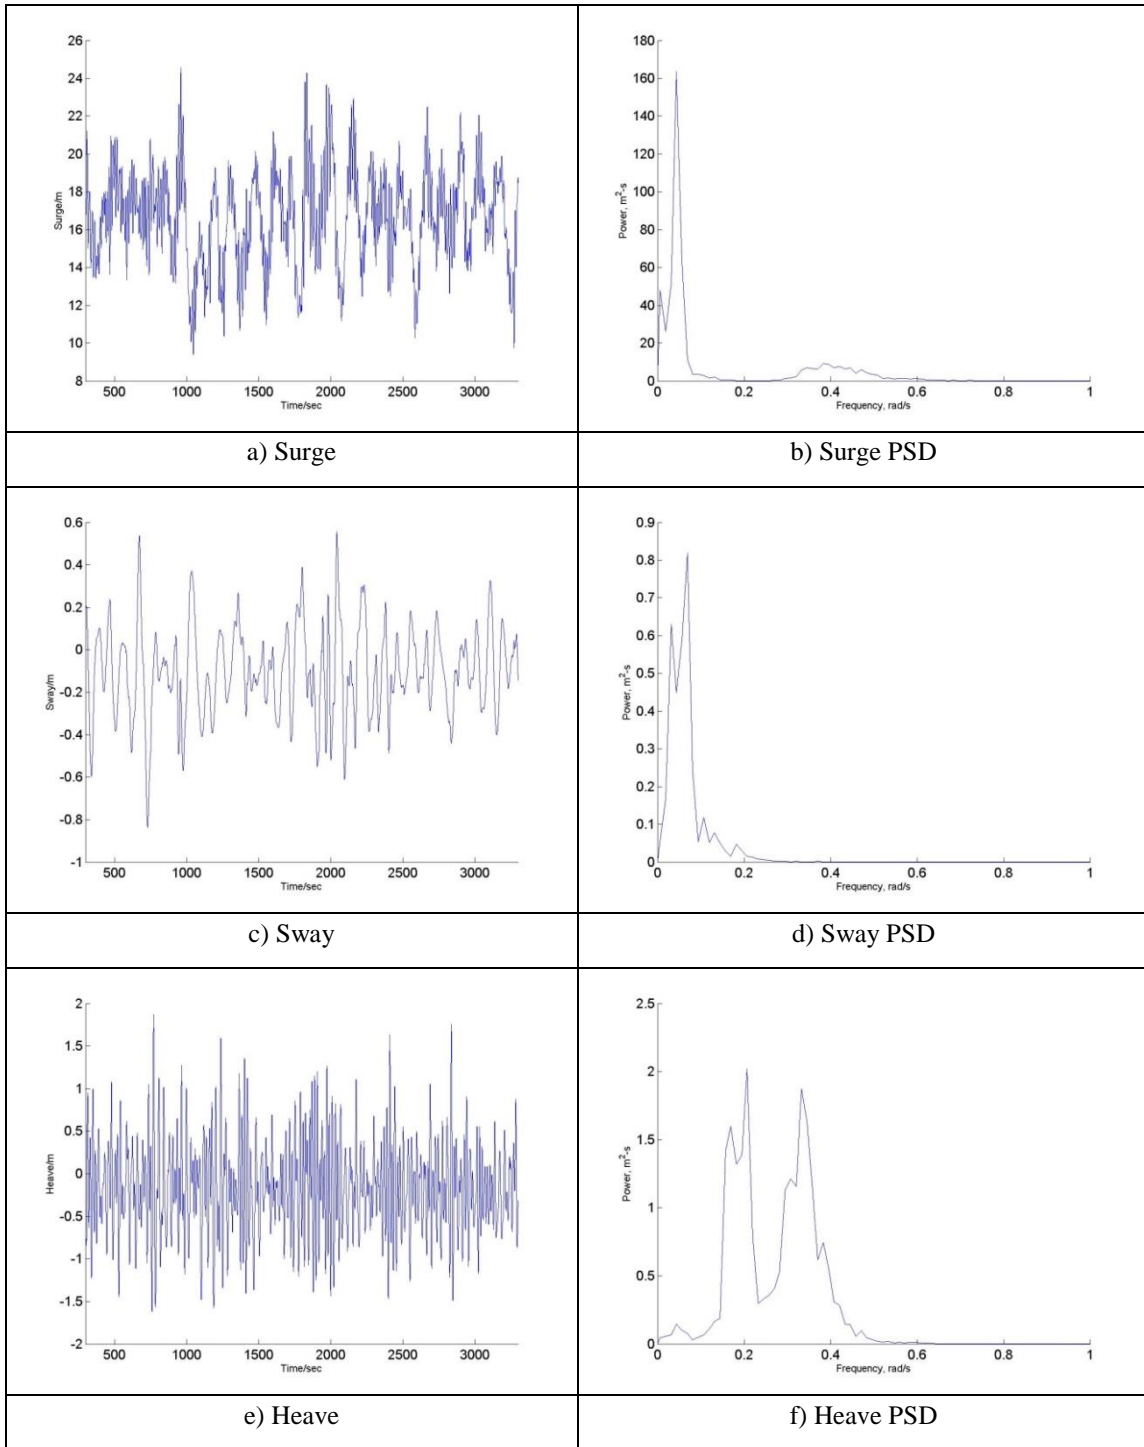 26
24
22
20
18
16
14
12
10
8
Surge/m
500 1000 1500 2000 2500 3000
Time/sec
180
160
140
120
100
80
60
40
20
0
Power, m²-s
0 0.2 0.4 0.6 0.8 1
Frequency, rad/s
a) Surge
b) Surge PSD
0.6
0.4
0.2
0
-0.2
-0.4
-0.6
-0.8
-1
Sway/m
500 1000 1500 2000 2500 3000
Time/sec
0.9
0.8
0.7
0.6
0.5
0.4
0.3
0.2
0.1
0
Power, m²-s
0 0.2 0.4 0.6 0.8 1
Frequency, rad/s
c) Sway
d) Sway PSD
2
1.5
1
0.5
0
-0.5
-1
-1.5
-2
Heave/m
500 1000 1500 2000 2500 3000
Time/sec
2.5
2
1.5
1
0.5
0
Power, m²-s
0 0.2 0.4 0.6 0.8 1
Frequency, rad/s
e) Heave
f) Heave PSD